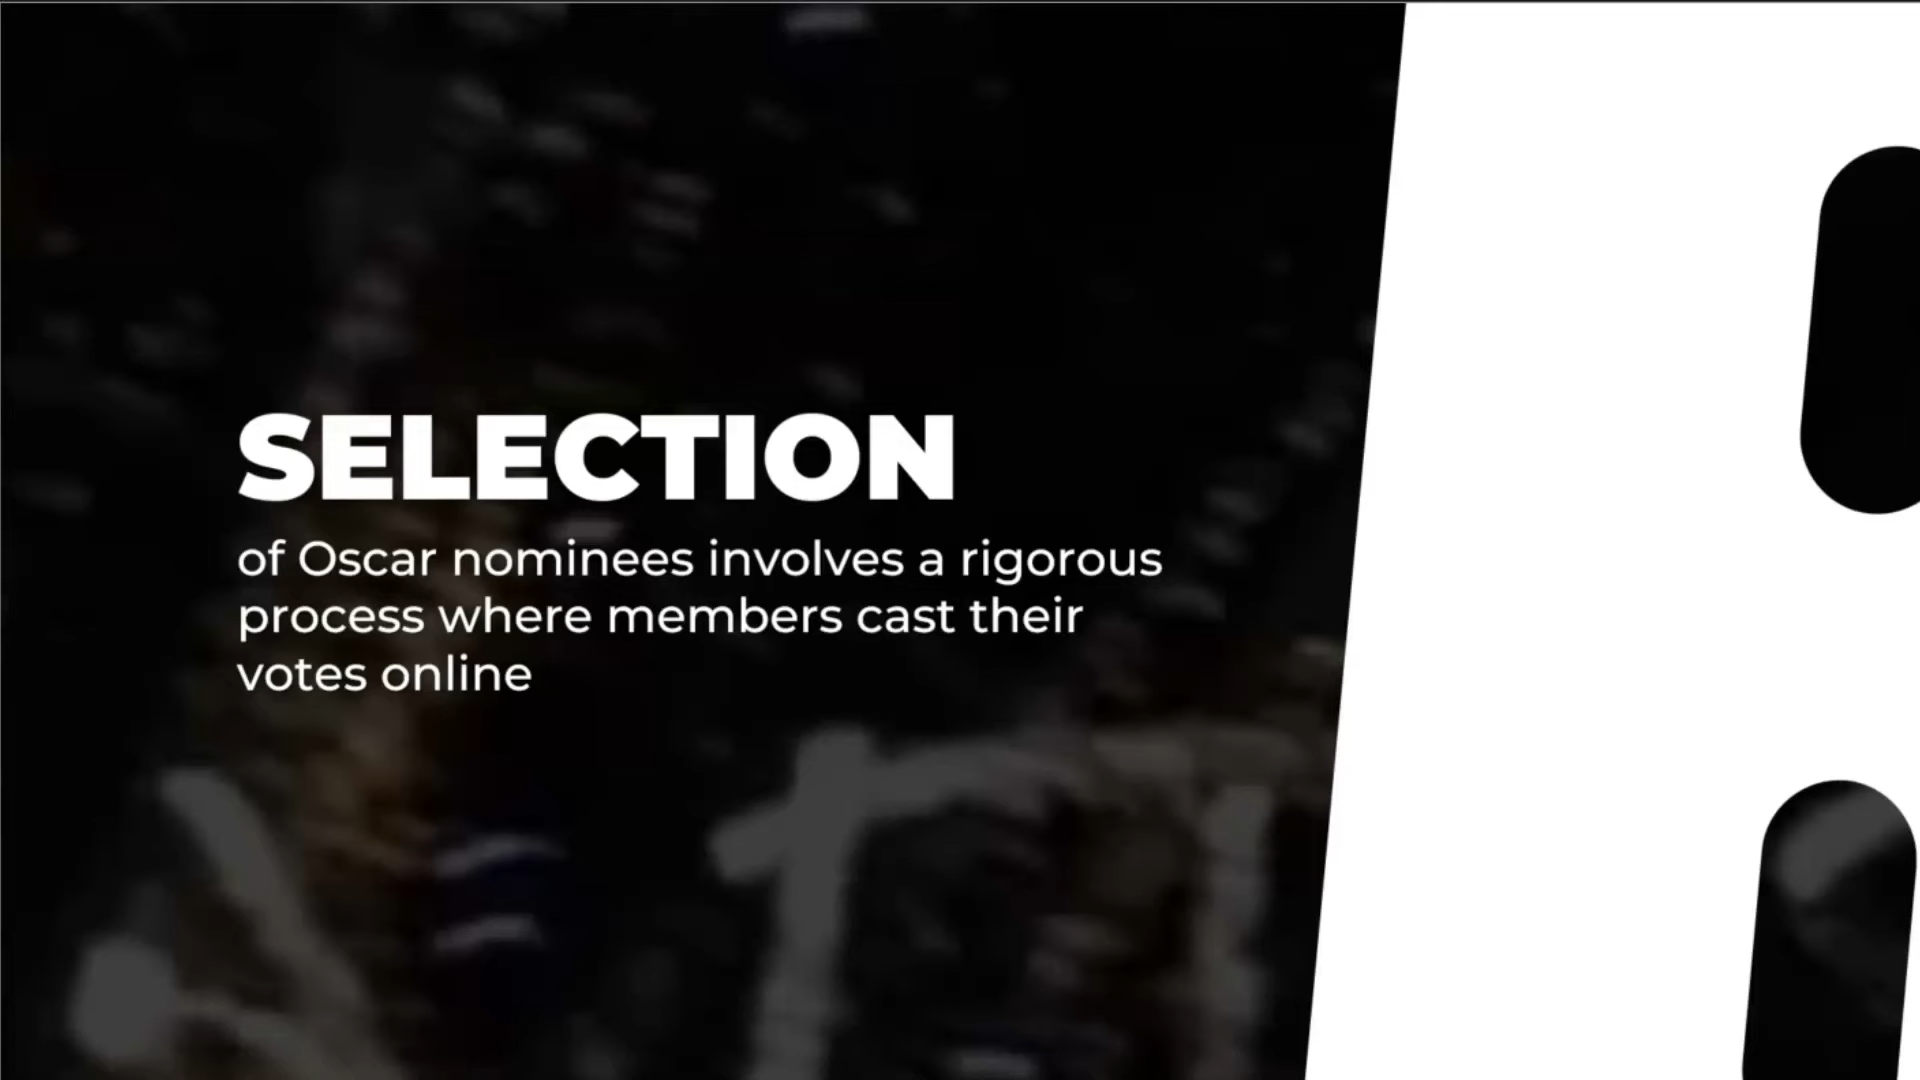 SELECTION
of Oscar nominees involves a rigorous
process where members cast their
votes online